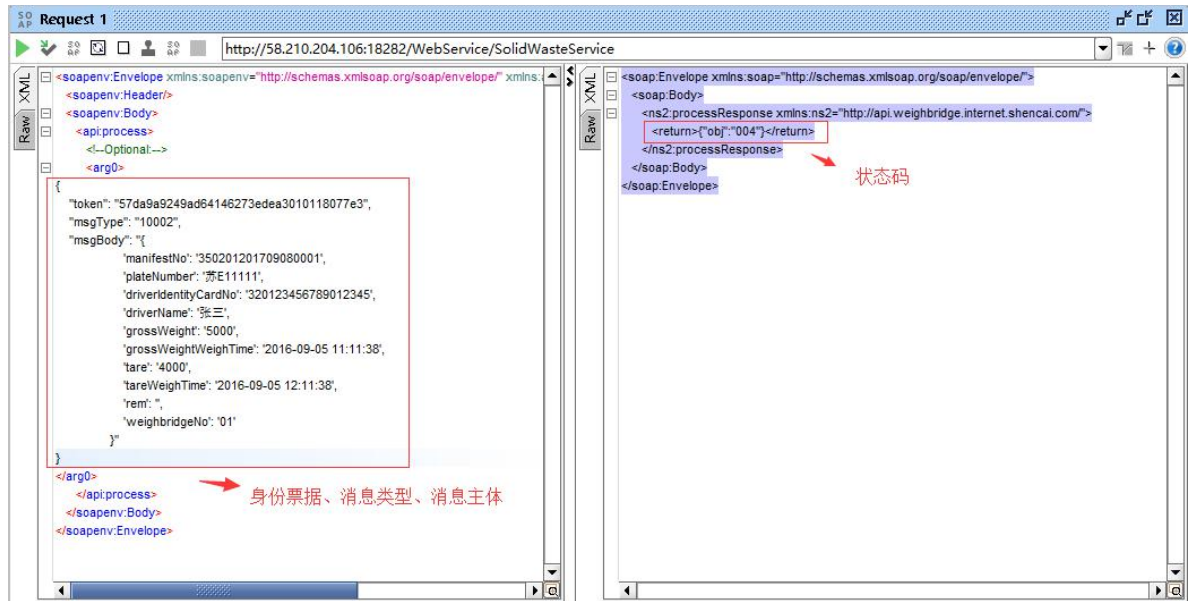 SOAP Request 1
http://58.210.204.106:18282/WebService/SolidWasteService
XML
Raw
<soapenv:Envelope xmlns:soapenv="http://schemas.xmlsoap.org/soap/envelope/" xmlns:
<soapenv:Header/>
<soapenv:Body>
<api:process>
<!--Optional:-->
<arg0>
{
"token": "57da9a9249ad64146273edea3010118077e3",
"msgType": "10002",
"msgBody": "{
'manifestNo': '350201201709080001',
'plateNumber': '苏E11111',
'driverIdentityCardNo': '320123456789012345',
'driverName': '张三',
'grossWeight': '5000',
'grossWeightWeighTime': '2016-09-05 11:11:38',
'tare': '4000',
'tareWeighTime': '2016-09-05 12:11:38',
'rem': '',
'weighbridgeNo': '01'
}"
}
</arg0>
身份票据、消息类型、消息主体
</api:process>
</soapenv:Body>
</soapenv:Envelope>
XML
Raw
<soap:Envelope xmlns:soap="http://schemas.xmlsoap.org/soap/envelope/">
<soap:Body>
<ns2:processResponse xmlns:ns2="http://api.weighbridge.internet.shencai.com/">
<return>{"obj":"004"}</return>
</ns2:processResponse>
</soap:Body>
状态码
</soap:Envelope>